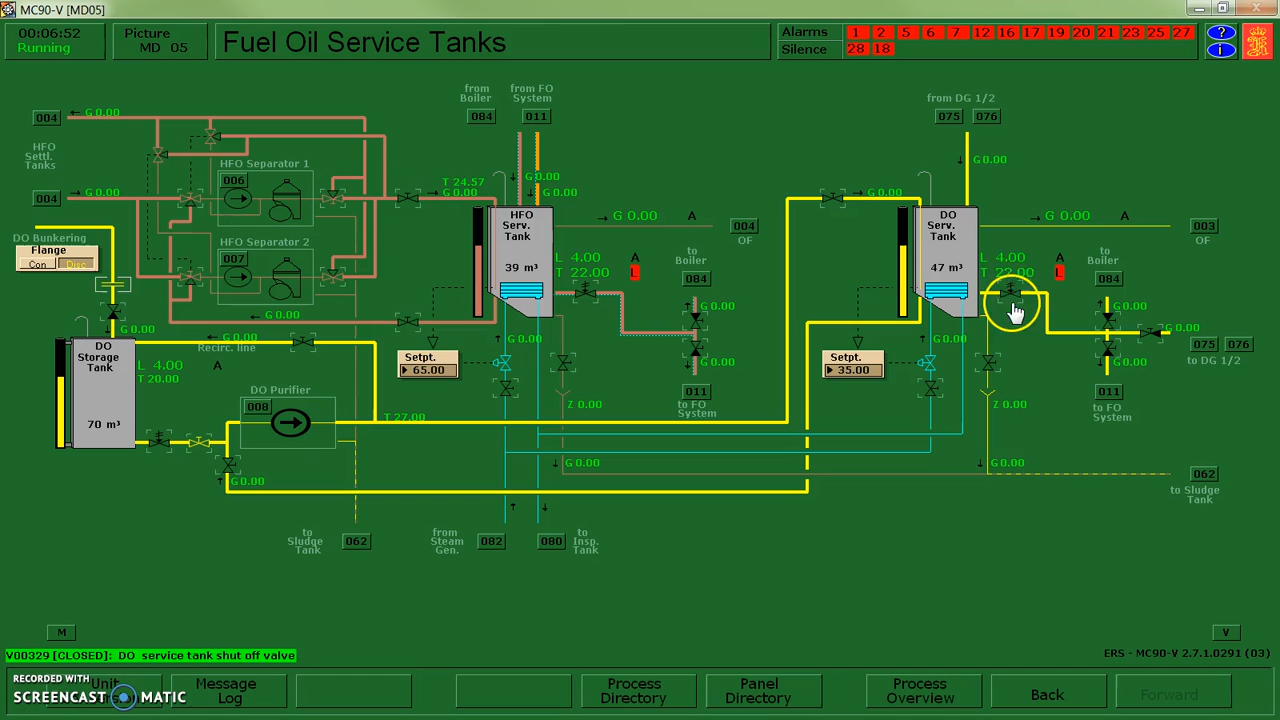 MC90-V [MD05]
00:06:52
Running
Picture
MD 05
Fuel Oil Service Tanks
Alarms
1 2 5 6 7 12 16 17 19 20 21 23 25 27
Silence
28 18
?
i
from
Boiler
084
from FO
System
011
from DG 1/2
075 076
004
G 0.00
HFO
Settl.
Tanks
004
G 0.00
HFO Separator 1
006
HFO Separator 2
007
T 24.57
G 0.00
G 0.00
G 0.00
HFO
Serv.
Tank
39 m³
G 0.00
A
004
OF
L 4.00
A
T 22.00
L
to
Boiler
084
G 0.00
G 0.00
011
to FO
System
DO Bunkering
Flange
Con Disc
G 0.00
G 0.00
G 0.00
Recirc. line
DO
Storage
Tank
70 m³
L 4.00
A
T 20.00
DO Purifier
008
T 27.00
G 0.00
Setpt.
65.00
G 0.00
Z 0.00
G 0.00
G 0.00
G 0.00
DO
Serv.
Tank
47 m³
G 0.00
A
003
OF
L 4.00
A
T 22.00
L
to
Boiler
084
G 0.00
G 0.00
075 076
to DG 1/2
G 0.00
011
to FO
System
Setpt.
35.00
G 0.00
Z 0.00
G 0.00
062
to Sludge
Tank
to
Sludge
Tank
062
from
Steam
Gen.
082
080
to
Insp.
Tank
M
V
V00329 [CLOSED]: DO service tank shut off valve
ERS - MC90-V 2.7.1.0291 (03)
RECORDED WITH
SCREENCAST MATIC
Unit
Message
Log
Process
Directory
Panel
Directory
Process
Overview
Back
Forward